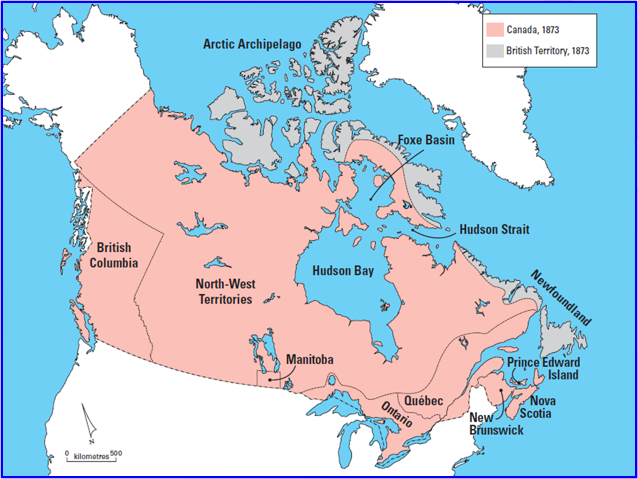 Canada, 1873
British Territory, 1873
Arctic Archipelago
Foxe Basin
Hudson Strait
British
Columbia
Hudson Bay
North-West
Territories
Newfoundland
Manitoba
Prince Edward
Island
Québec
Ontario
Nova
Scotia
New
Brunswick
N
0 kilometres 500